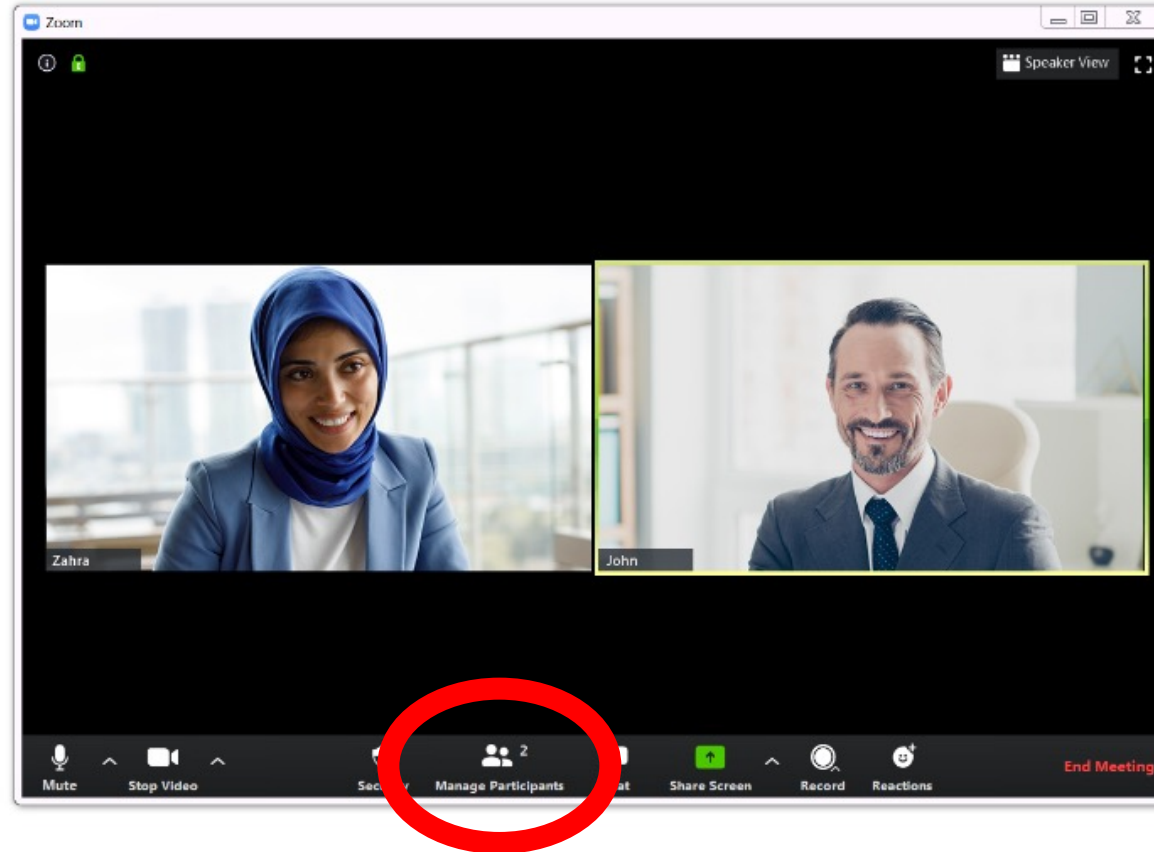 Zoom
Speaker View
Zahra
John
2
Mute
Stop Video
Manage Participants
Share Screen
Record
Reactions
End Meeting